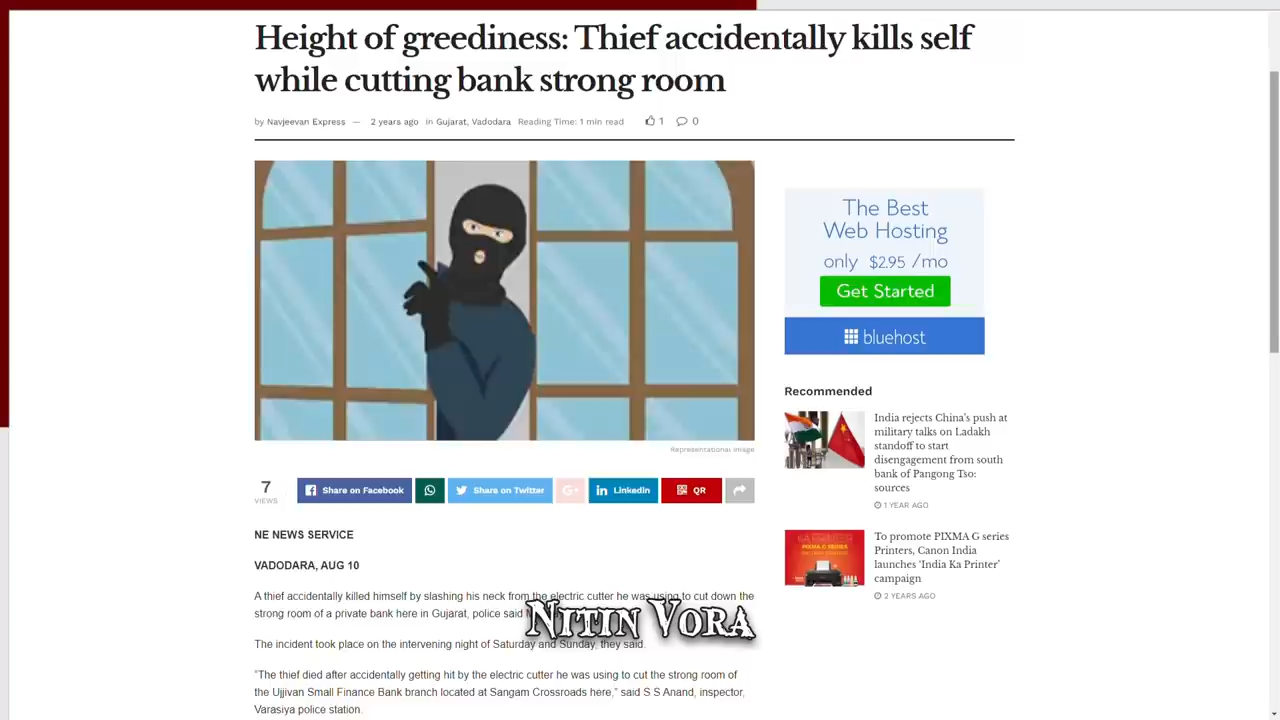 Height of greediness: Thief accidentally kills self
while cutting bank strong room
by Navjeevan Express — 2 years ago in Gujarat, Vadodara Reading Time: 1 min read 1 0
The Best
Web Hosting
only $2.95 /mo
Get Started
bluehost
Representational image
7
VIEWS
Share on Facebook
Share on Twitter
G+
LinkedIn
QR
Recommended
India rejects China's push at
military talks on Ladakh
standoff to start
disengagement from south
bank of Pangong Tso:
sources
1 YEAR AGO
To promote PIXMA G series
Printers, Canon India
launches 'India Ka Printer'
campaign
2 YEARS AGO
NE NEWS SERVICE
VADODARA, AUG 10
A thief accidentally killed himself by slashing his neck from the electric cutter he was using to cut down the
strong room of a private bank here in Gujarat, police said
Nitin Vora
The incident took place on the intervening night of Saturday and Sunday, they said.
“The thief died after accidentally getting hit by the electric cutter he was using to cut the strong room of
the Ujjivan Small Finance Bank branch located at Sangam Crossroads here,” said S S Anand, inspector,
Varasiya police station.